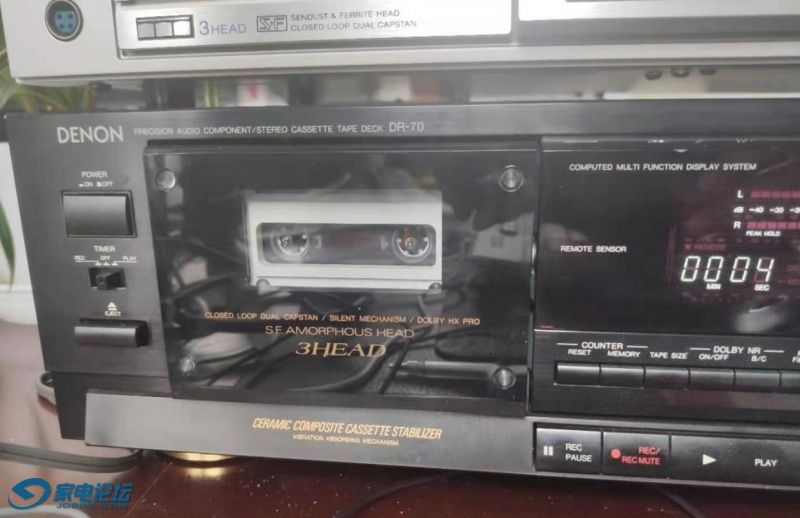 3HEAD S+F SENDUST & FERRITE HEAD
CLOSED LOOP DUAL CAPSTAN
DENON PRECISION AUDIO COMPONENT/STEREO CASSETTE TAPE DECK DR-70
POWER
ON OFF
TIMER
REC OFF PLAY
EJECT
CLOSED LOOP DUAL CAPSTAN / SILENT MECHANISM / DOLBY HX PRO
S.F. AMORPHOUS HEAD
3HEAD
CERAMIC COMPOSITE CASSETTE STABILIZER
VIBRATION ABSORBING MECHANISM
COMPUTED MULTI FUNCTION DISPLAY SYSTEM
L
dB -40 -30
R
PEAK HOLD
REMOTE
REMOTE SENSOR
0004
MIN SEC
COUNTER
RESET MEMORY TAPE SIZE
DOLBY NR
ON/OFF B/C
REC PAUSE
REC/
REC MUTE
PLAY
家电论坛
JDBBS.COM